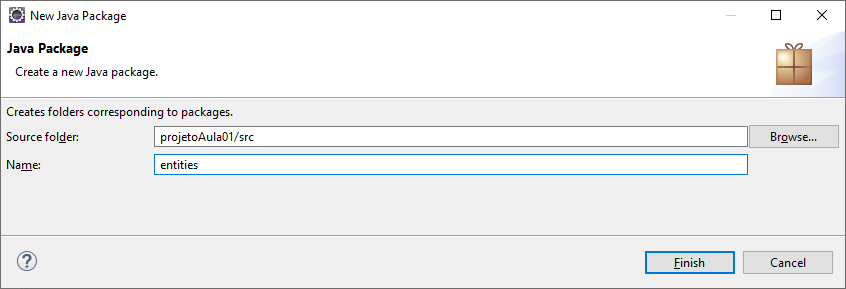 New Java Package
Java Package
Create a new Java package.
Creates folders corresponding to packages.
Source folder: projetoAula01/src Browse...
Name: entities
? Finish Cancel